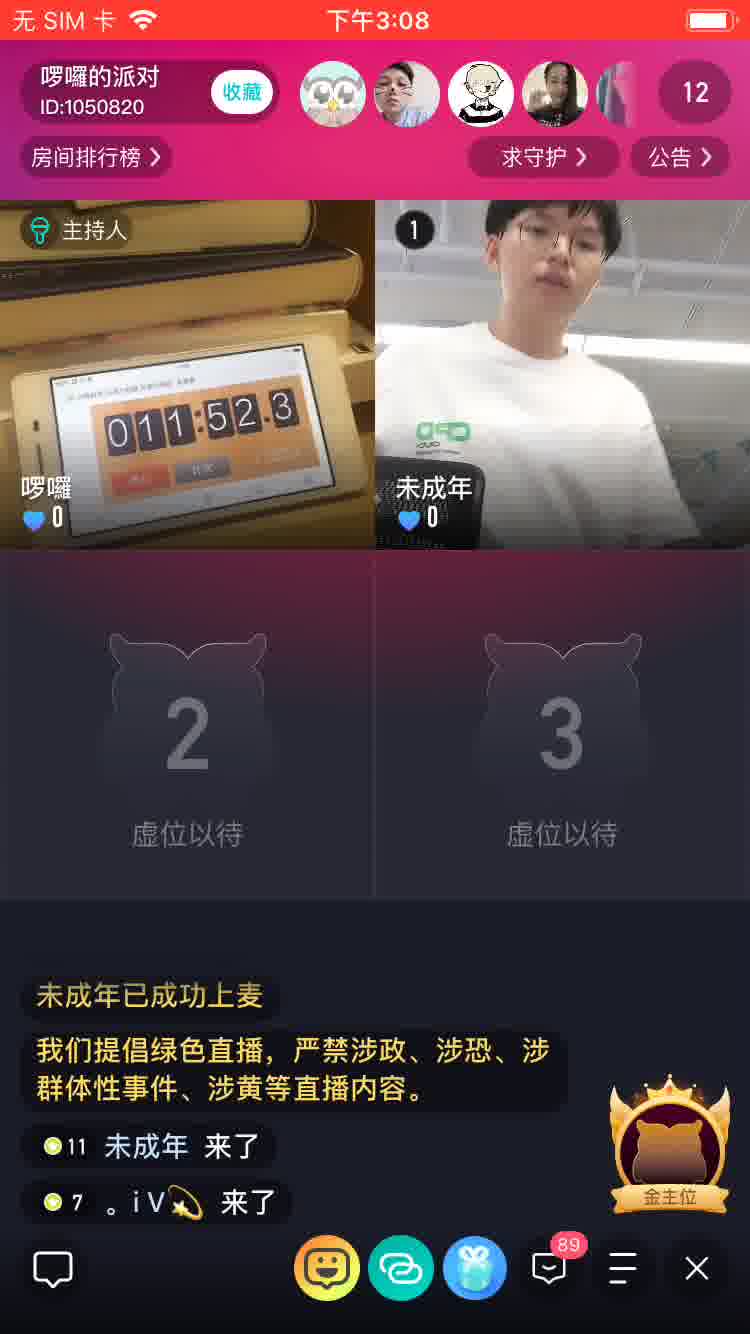 无 SIM 卡
下午3:08
啰囉的派对
ID:1050820
收藏
12
房间排行榜
求守护
公告
主持人
1
011:52.3
啰囉
0
未成年
0
2
3
虚位以待
虚位以待
未成年已成功上麦
我们提倡绿色直播，严禁涉政、涉恐、涉
群体性事件、涉黄等直播内容。
11 未成年 来了
7 。iV💫 来了
金主位
89